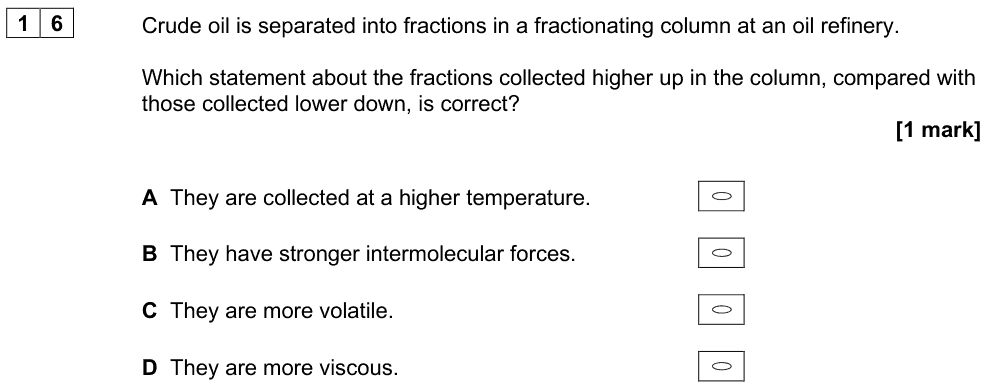 1 6 Crude oil is separated into fractions in a fractionating column at an oil refinery.
Which statement about the fractions collected higher up in the column, compared with
those collected lower down, is correct?
[1 mark]
A They are collected at a higher temperature.
B They have stronger intermolecular forces.
C They are more volatile.
D They are more viscous.